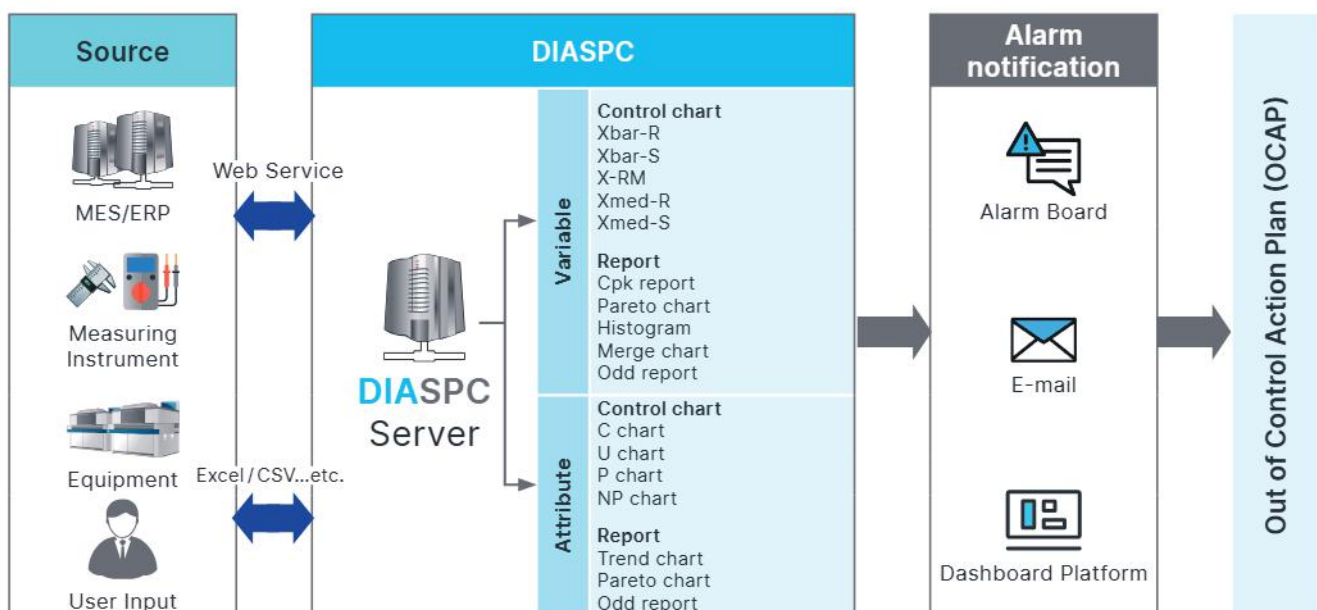 Source
MES/ERP
Measuring
Instrument
Equipment
User Input
Web Service
Excel/CSV...etc.
DIASPC
DIASPC
Server
Variable
Control chart
Xbar-R
Xbar-S
X-RM
Xmed-R
Xmed-S
Report
Cpk report
Pareto chart
Histogram
Merge chart
Odd report
Attribute
Control chart
C chart
U chart
P chart
NP chart
Report
Trend chart
Pareto chart
Odd report
Alarm
notification
Alarm Board
E-mail
Dashboard Platform
Out of Control Action Plan (OCAP)